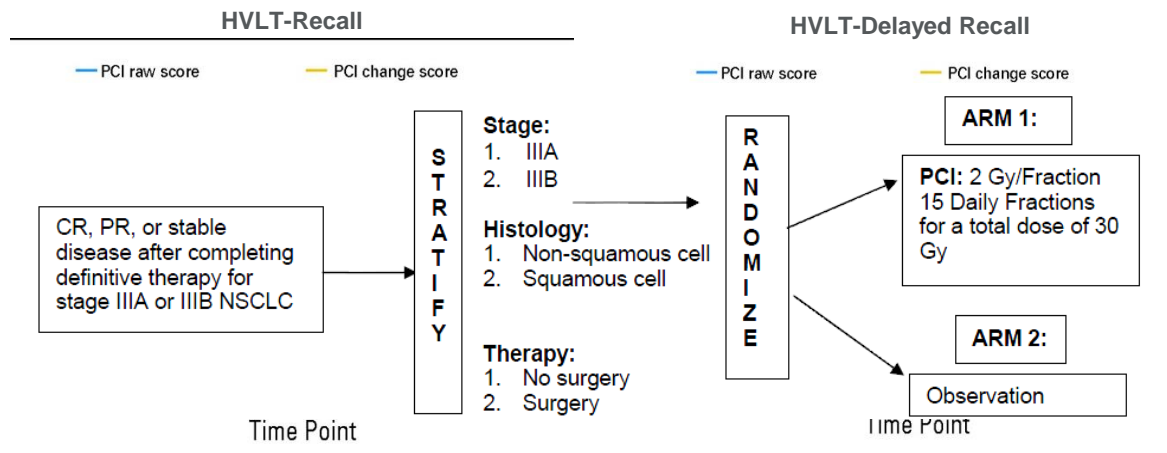 HVLT-Recall
HVLT-Delayed Recall
PCI raw score
PCI change score
PCI raw score
PCI change score
CR, PR, or stable
disease after completing
definitive therapy for
stage IIIA or IIIB NSCLC
STRATIFY
Stage:
1. IIIA
2. IIIB
Histology:
1. Non-squamous cell
2. Squamous cell
Therapy:
1. No surgery
2. Surgery
RANDOMIZE
ARM 1:
PCI: 2 Gy/Fraction
15 Daily Fractions
for a total dose of 30
Gy
ARM 2:
Observation
Time Point
Time Point